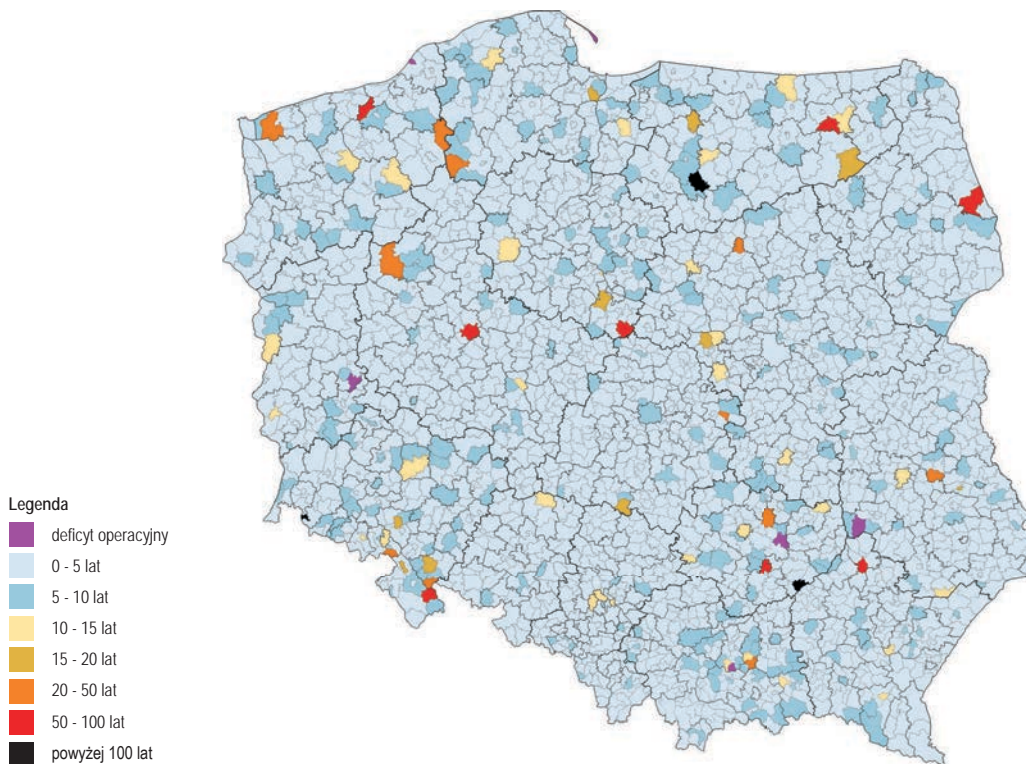 Legenda
deficyt operacyjny
0 - 5 lat
5 - 10 lat
10 - 15 lat
15 - 20 lat
20 - 50 lat
50 - 100 lat
powyżej 100 lat